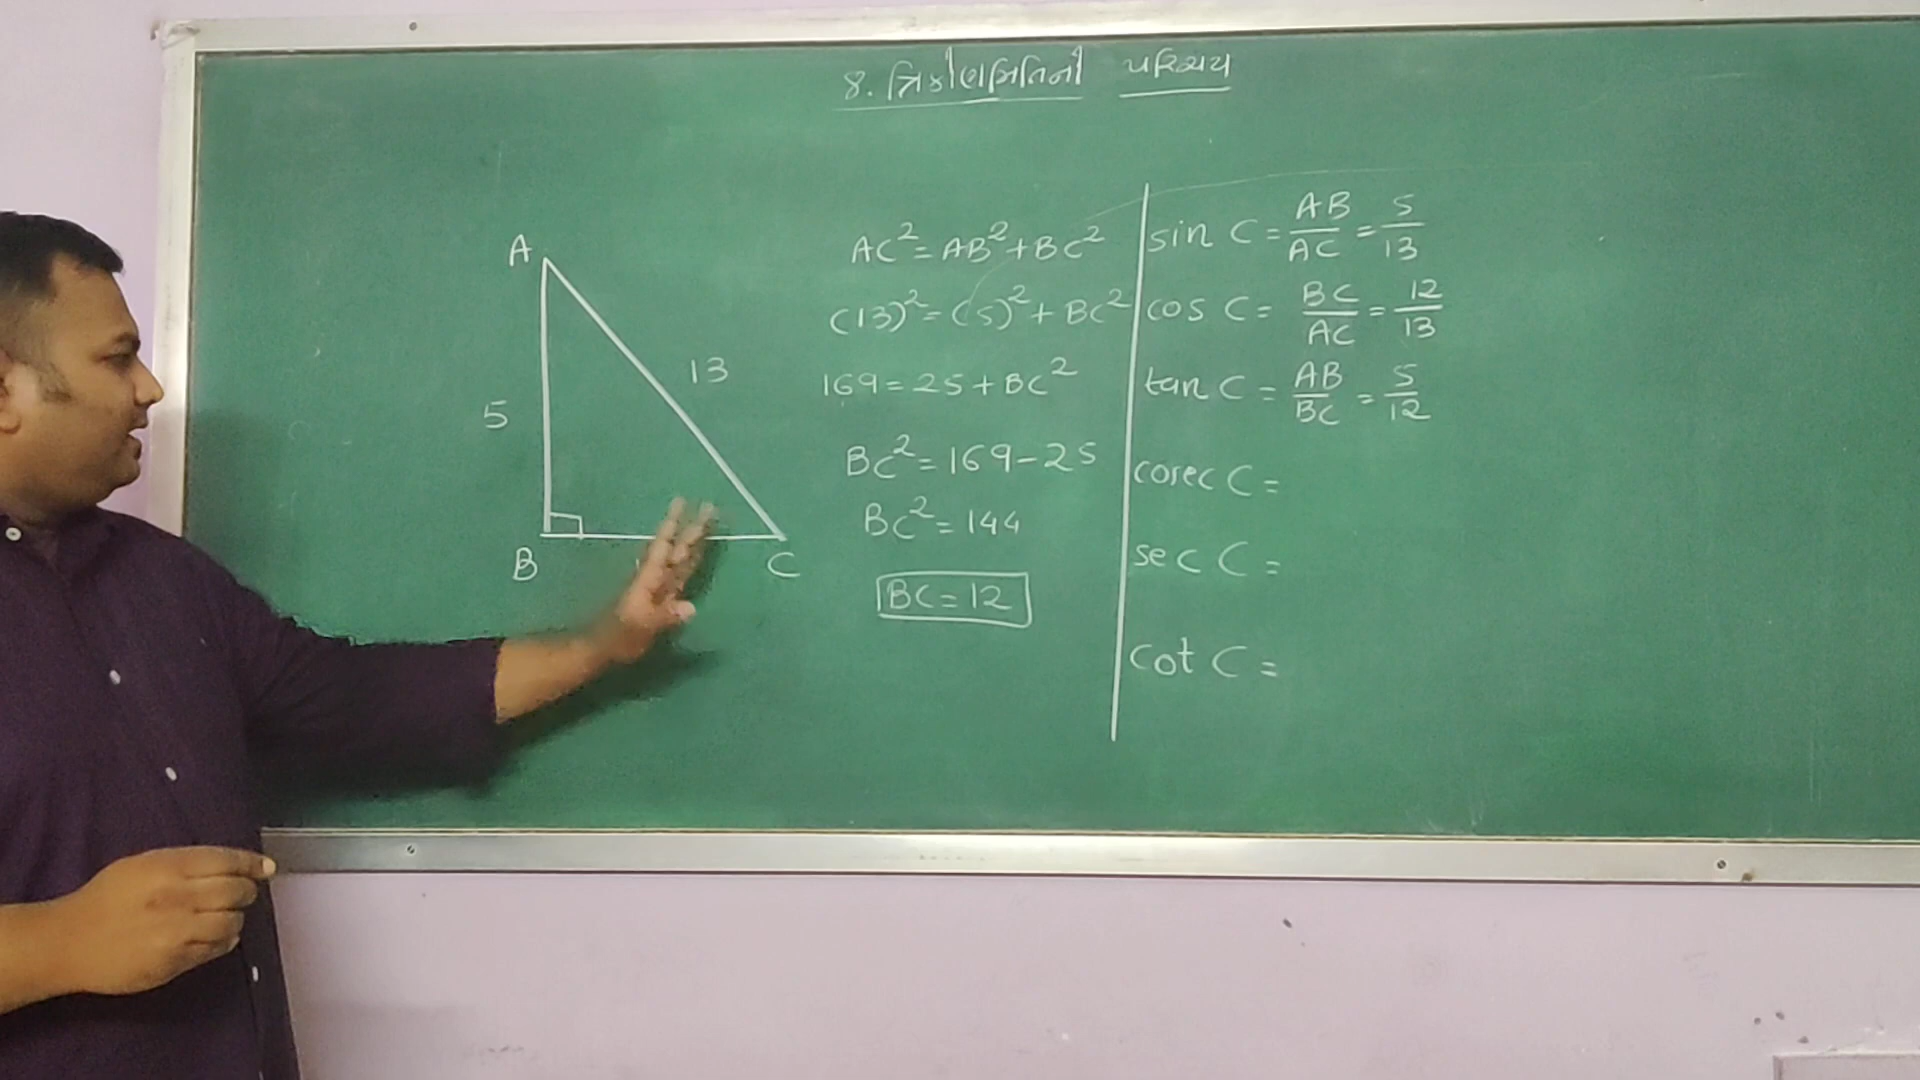 8. ત્રિકોણમિતિનો પરિચય
A
5
13
B
C
AC² = AB² + BC²
(13)² = (5)² + BC²
169 = 25 + BC²
BC² = 169 - 25
BC² = 144
BC = 12
sin C = AB/AC = 5/13
cos C = BC/AC = 12/13
tan C = AB/BC = 5/12
cosec C =
sec C =
cot C =